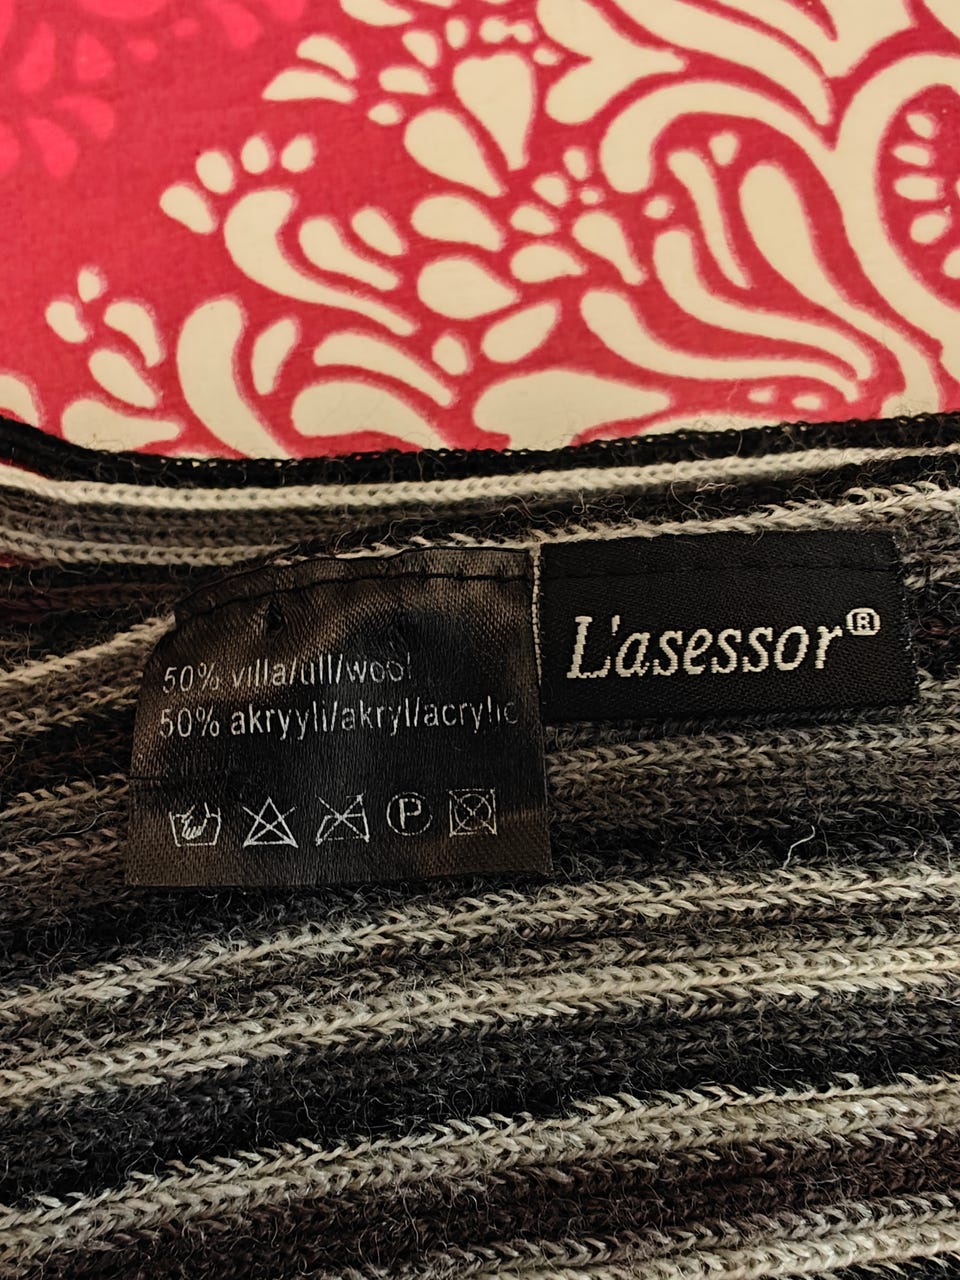 50% villa/ull/wool
50% akryyli/akryl/acrylic
P
L'asessor®